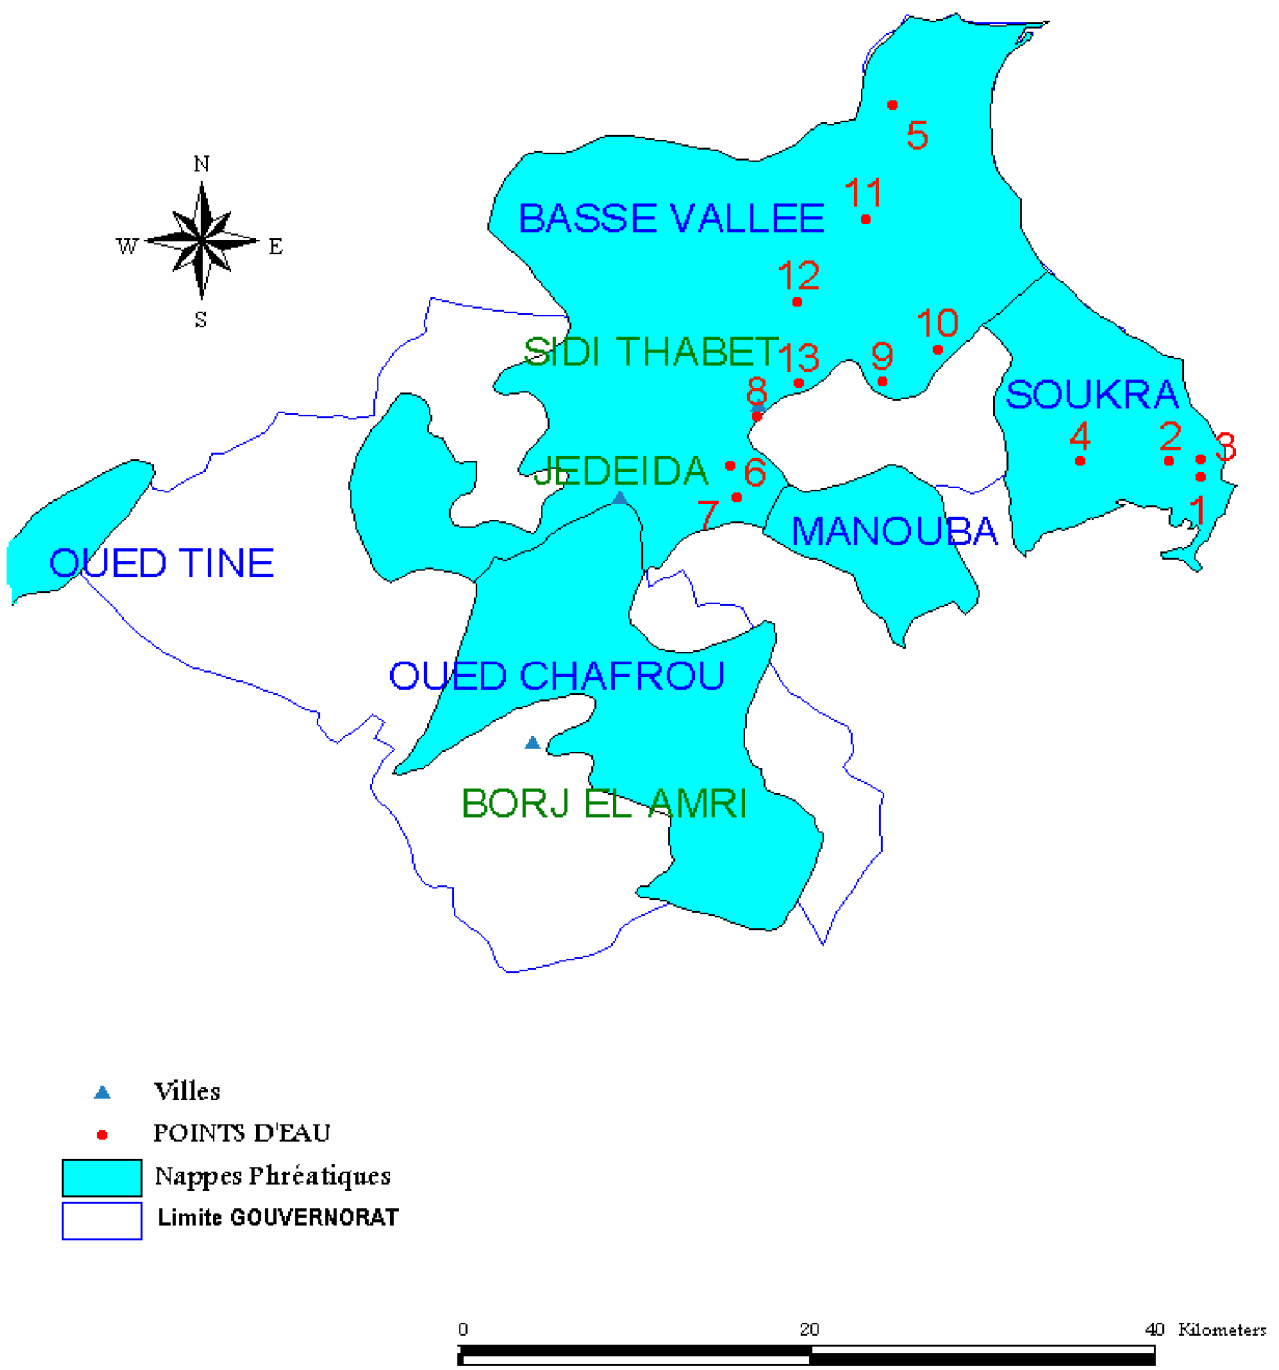 5
11
N
BASSE VALLEE
W
E
12
S
10
SIDI THABET
13
9
8
SOUKRA
4
2
3
JEDEIDA
6
7
1
MANOUBA
OUED TINE
OUED CHAFROU
BORJ EL AMRI
Villes
POINTS D'EAU
Nappes Phréatiques
Limite GOUVERNORAT
0
20
40 Kilometers